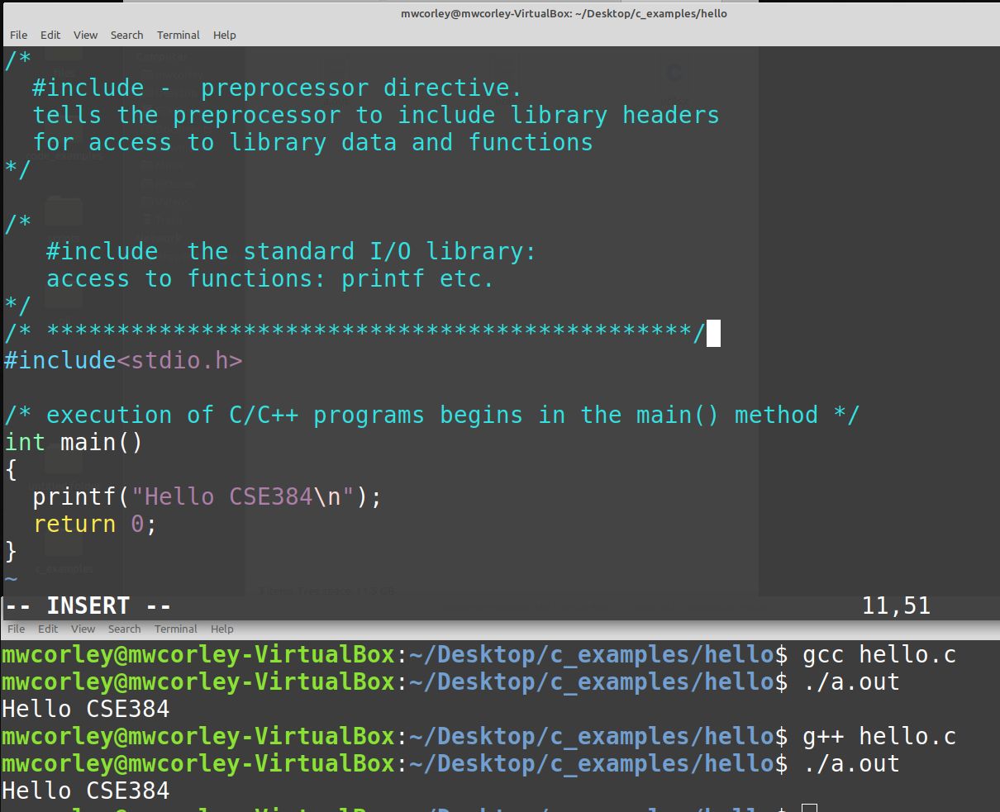 mwcorley@mwcorley-VirtualBox: ~/Desktop/c_examples/hello
File Edit View Search Terminal Help
/*
  #include -  preprocessor directive.
  tells the preprocessor to include library headers
  for access to library data and functions
*/
/*
   #include  the standard I/O library:
   access to functions: printf etc.
*/
/* **********************************************/
#include<stdio.h>
/* execution of C/C++ programs begins in the main() method */
int main()
{
  printf("Hello CSE384\n");
  return 0;
}
c_examples
~
-- INSERT -- 11,51
File Edit View Search Terminal Help
mwcorley@mwcorley-VirtualBox:~/Desktop/c_examples/hello$ gcc hello.c
mwcorley@mwcorley-VirtualBox:~/Desktop/c_examples/hello$ ./a.out
Hello CSE384
mwcorley@mwcorley-VirtualBox:~/Desktop/c_examples/hello$ g++ hello.c
mwcorley@mwcorley-VirtualBox:~/Desktop/c_examples/hello$ ./a.out
Hello CSE384